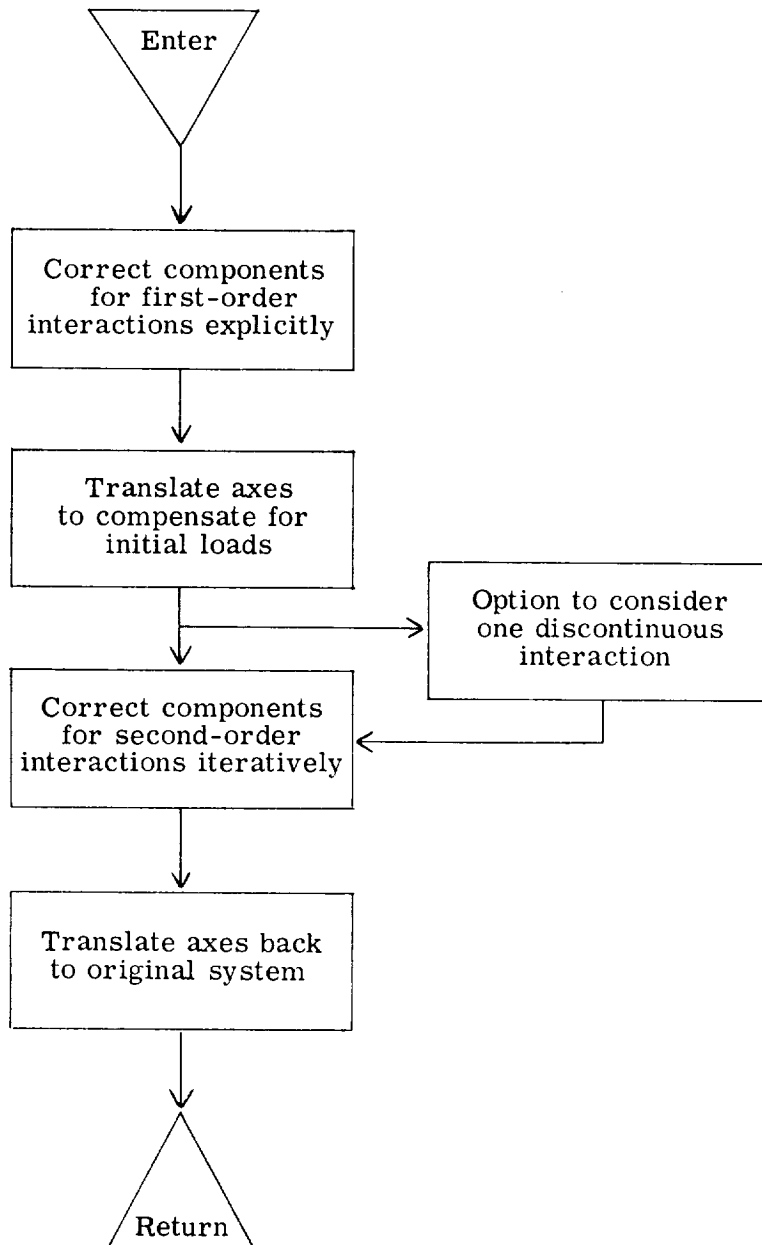 Enter
Correct components
for first-order
interactions explicitly
Translate axes
to compensate for
initial loads
Option to consider
one discontinuous
interaction
Correct components
for second-order
interactions iteratively
Translate axes back
to original system
Return